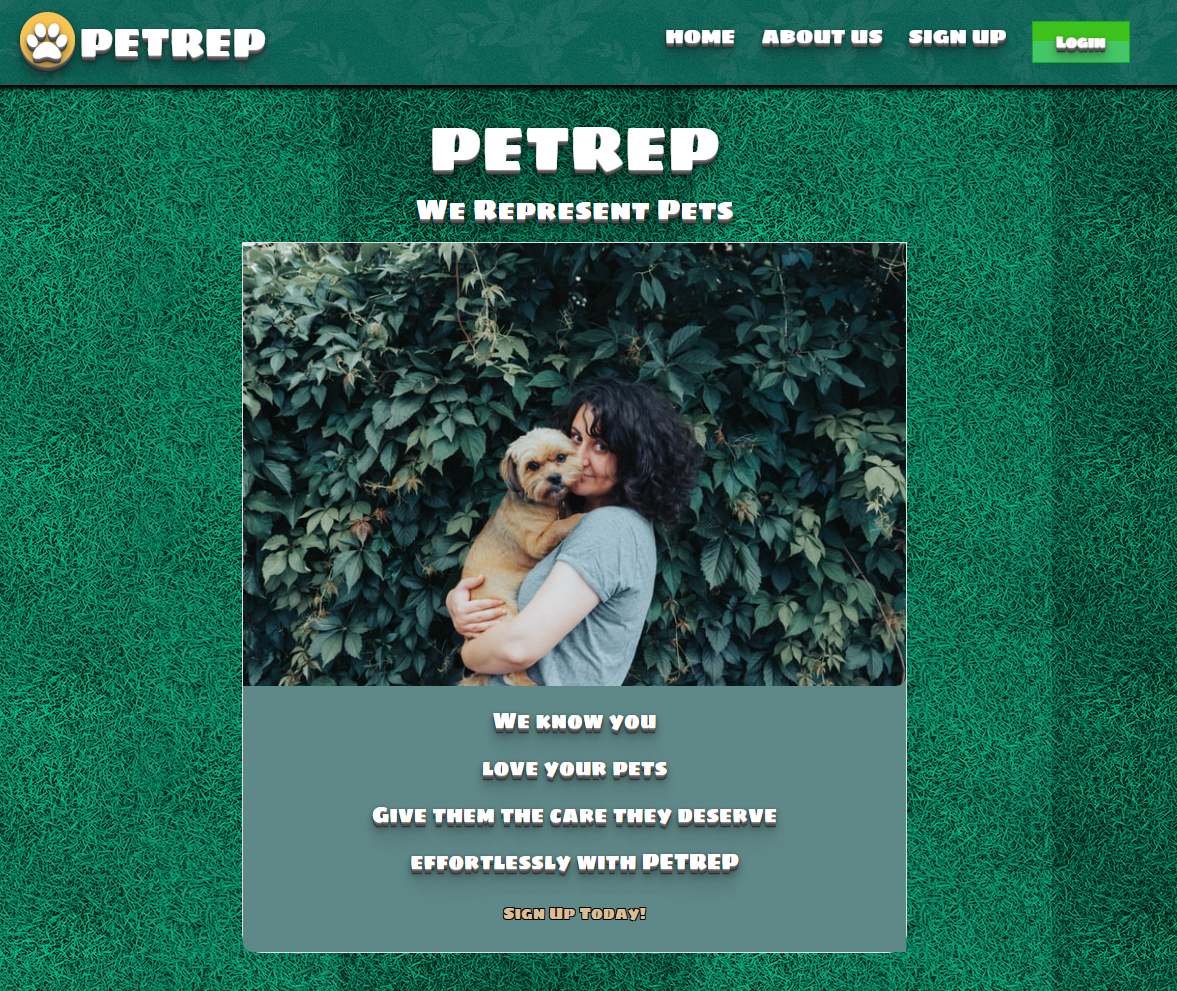 PETREP
HOME ABOUT US SIGN UP Login
PETREP
We Represent Pets
We know you
love your pets
Give them the care they deserve
effortlessly with PETREP
Sign Up Today!